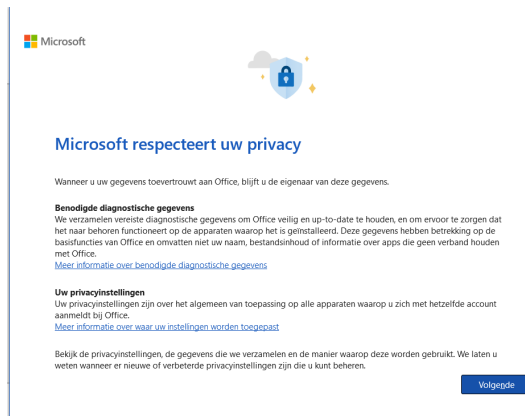 Microsoft
Microsoft respecteert uw privacy
Wanneer u uw gegevens toevertrouwt aan Office, blijft u de eigenaar van deze gegevens.
Benodigde diagnostische gegevens
We verzamelen vereiste diagnostische gegevens om Office veilig en up-to-date te houden, en om ervoor te zorgen dat
het naar behoren functioneert op de apparaten waarop het is geïnstalleerd. Deze gegevens hebben betrekking op de
basisfuncties van Office en omvatten niet uw naam, bestandsinhoud of informatie over apps die geen verband houden
met Office.
Meer informatie over benodigde diagnostische gegevens
Uw privacyinstellingen
Uw privacyinstellingen zijn over het algemeen van toepassing op alle apparaten waarop u zich met hetzelfde account
aanmeldt bij Office.
Meer informatie over waar uw instellingen worden toegepast
Bekijk de privacyinstellingen, de gegevens die we verzamelen en de manier waarop deze worden gebruikt. We laten u
weten wanneer er nieuwe of verbeterde privacyinstellingen zijn die u kunt beheren.
Volgende